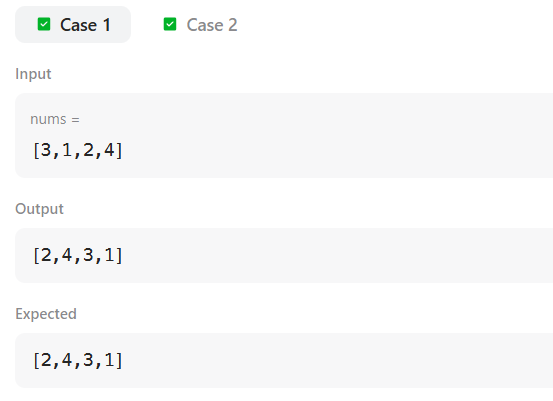 Case 1 Case 2
Input
nums =
[3,1,2,4]
Output
[2,4,3,1]
Expected
[2,4,3,1]